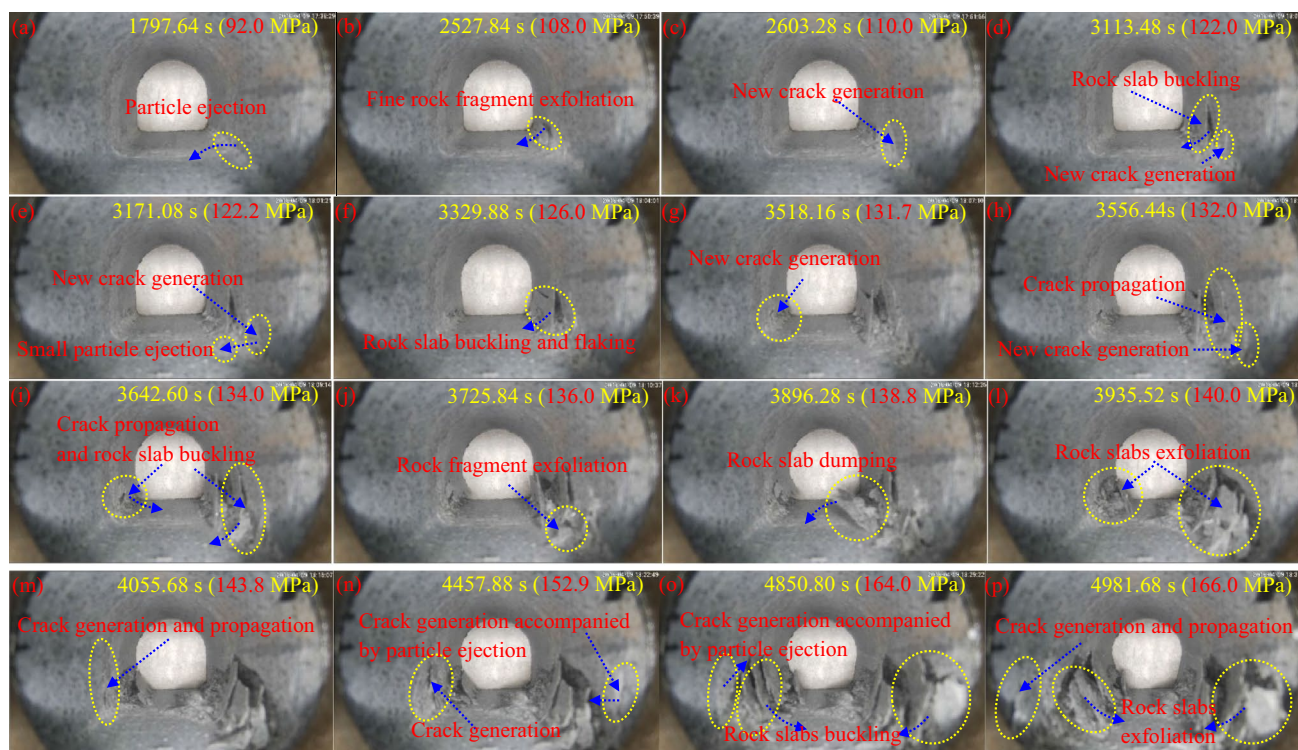 (a) 1797.64 s (92.0 MPa)
Particle ejection
(b) 2527.84 s (108.0 MPa)
Fine rock fragment exfoliation
(c) 2603.28 s (110.0 MPa)
New crack generation
(d) 3113.48 s (122.0 MPa)
Rock slab buckling
New crack generation
(e) 3171.08 s (122.2 MPa)
New crack generation
Small particle ejection
(f) 3329.88 s (126.0 MPa)
Rock slab buckling and flaking
(g) 3518.16 s (131.7 MPa)
New crack generation
(h) 3556.44s (132.0 MPa)
Crack propagation
New crack generation
(i) 3642.60 s (134.0 MPa)
Crack propagation
and rock slab buckling
(j) 3725.84 s (136.0 MPa)
Rock fragment exfoliation
(k) 3896.28 s (138.8 MPa)
Rock slab dumping
(l) 3935.52 s (140.0 MPa)
Rock slabs exfoliation
(m) 4055.68 s (143.8 MPa)
Crack generation and propagation
(n) 4457.88 s (152.9 MPa)
Crack generation accompanied
by particle ejection
Crack generation
(o) 4850.80 s (164.0 MPa)
Crack generation accompanied
by particle ejection
Rock slabs buckling
(p) 4981.68 s (166.0 MPa)
Crack generation and propagation
Rock slabs
exfoliation